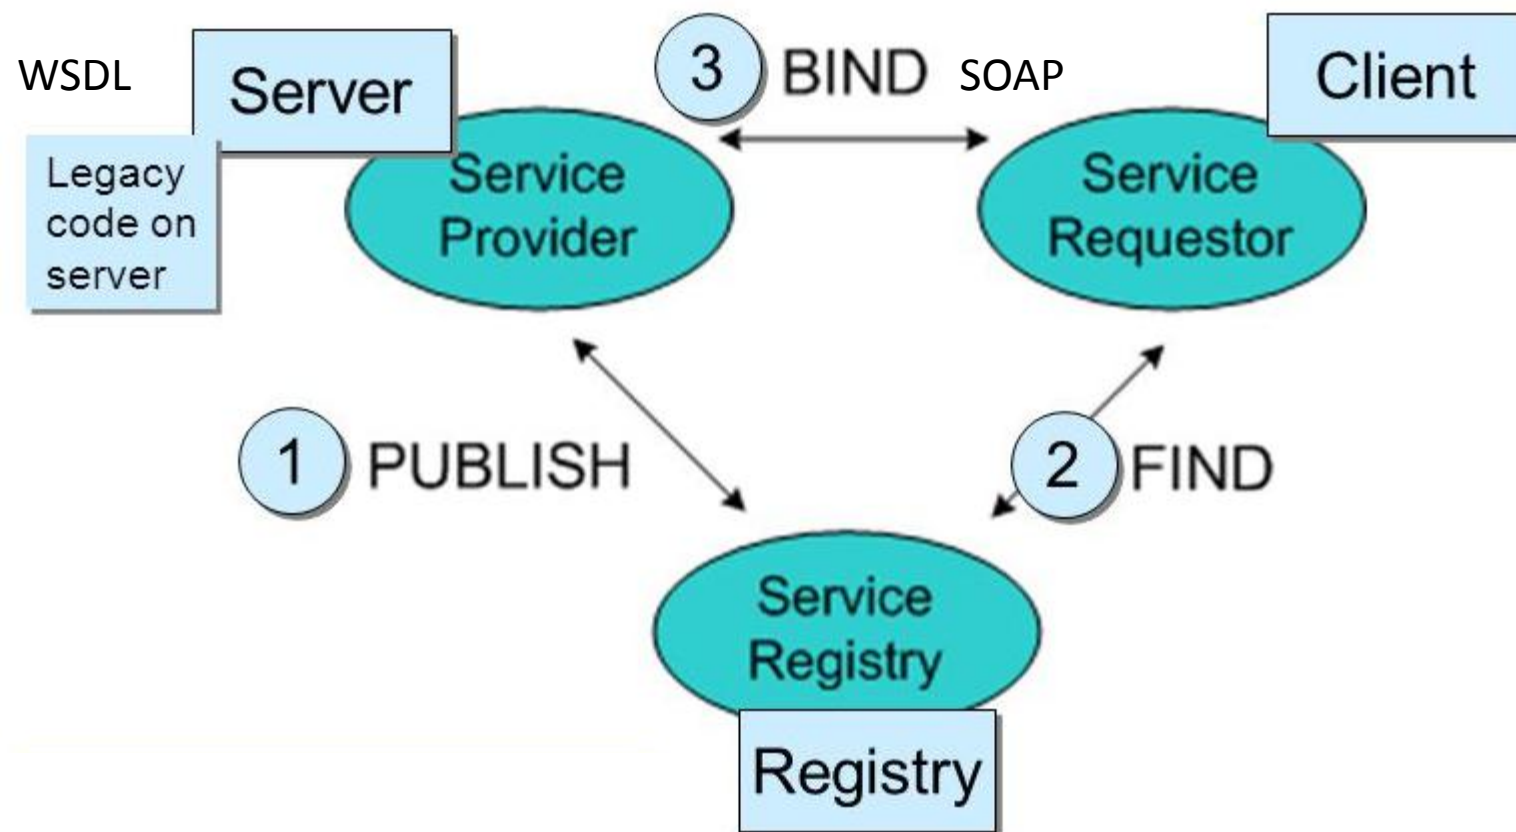 WSDL
Server
3
BIND
SOAP
Client
Legacy
code on
server
Service
Provider
Service
Requestor
1
PUBLISH
2
FIND
Service
Registry
Registry